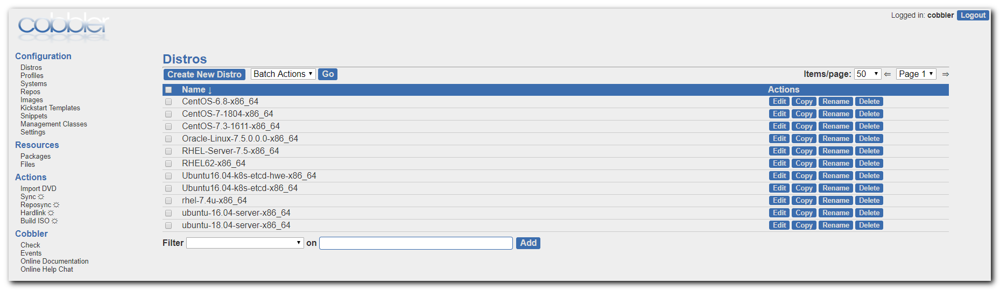 cobbler
Logged in: cobbler Logout
Configuration
Distros
Profiles
Systems
Repos
Images
Kickstart Templates
Snippets
Management Classes
Settings
Resources
Packages
Files
Actions
Import DVD
Sync ☼
Reposync ☼
Hardlink ☼
Build ISO ☼
Cobbler
Check
Events
Online Documentation
Online Help Chat
Distros
Create New Distro Batch Actions Go Items/page: 50 ⇐ Page 1 ⇒
Name ↓ Actions
CentOS-6.8-x86_64 Edit Copy Rename Delete
CentOS-7-1804-x86_64 Edit Copy Rename Delete
CentOS-7.3-1611-x86_64 Edit Copy Rename Delete
Oracle-Linux-7.5.0.0.0-x86_64 Edit Copy Rename Delete
RHEL-Server-7.5-x86_64 Edit Copy Rename Delete
RHEL62-x86_64 Edit Copy Rename Delete
Ubuntu16.04-k8s-etcd-hwe-x86_64 Edit Copy Rename Delete
Ubuntu16.04-k8s-etcd-x86_64 Edit Copy Rename Delete
rhel-7.4u-x86_64 Edit Copy Rename Delete
ubuntu-16.04-server-x86_64 Edit Copy Rename Delete
ubuntu-18.04-server-x86_64 Edit Copy Rename Delete
Filter on Add